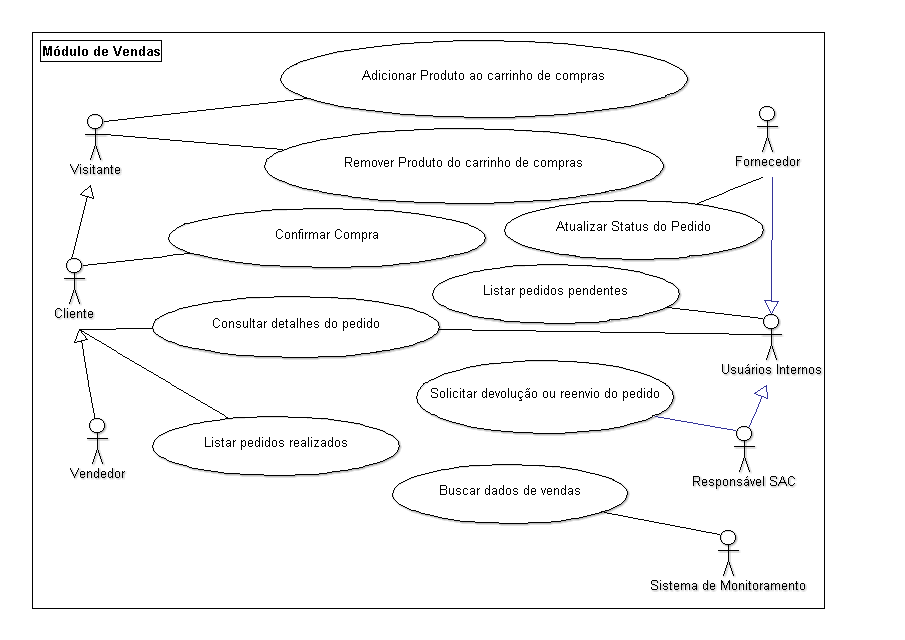 Módulo de Vendas
Adicionar Produto ao carrinho de compras
Visitante
Remover Produto do carrinho de compras
Fornecedor
Atualizar Status do Pedido
Confirmar Compra
Listar pedidos pendentes
Cliente
Consultar detalhes do pedido
Usuários Internos
Solicitar devolução ou reenvio do pedido
Listar pedidos realizados
Vendedor
Responsável SAC
Buscar dados de vendas
Sistema de Monitoramento